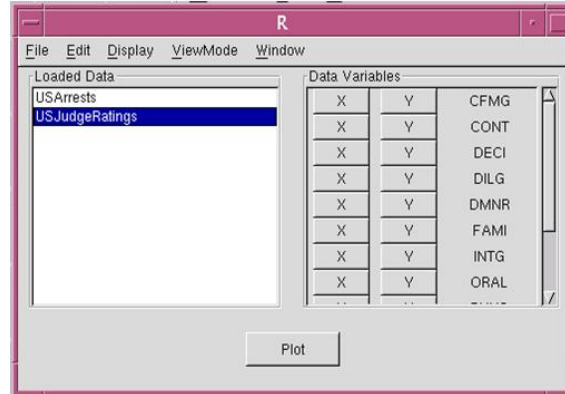 R
File Edit Display ViewMode Window
Loaded Data
USArrests
USJudgeRatings
Data Variables
X Y CFMG
X Y CONT
X Y DECI
X Y DILG
X Y DMNR
X Y FAMI
X Y INTG
X Y ORAL
Plot